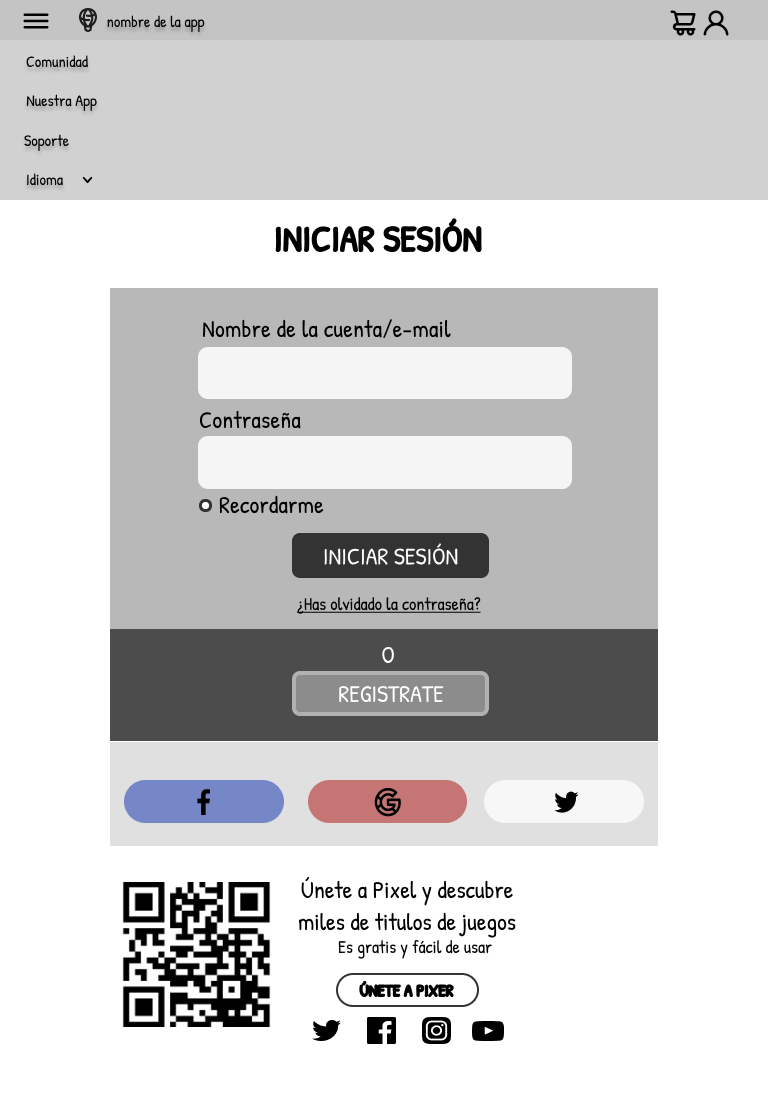 nombre de la app
Comunidad
Nuestra App
Soporte
Idioma
INICIAR SESIÓN
Nombre de la cuenta/e-mail
Contraseña
Recordarme
INICIAR SESIÓN
¿Has olvidado la contraseña?
O
REGISTRATE
Únete a Pixel y descubre
miles de titulos de juegos
Es gratis y fácil de usar
ÚNETE A PIXER